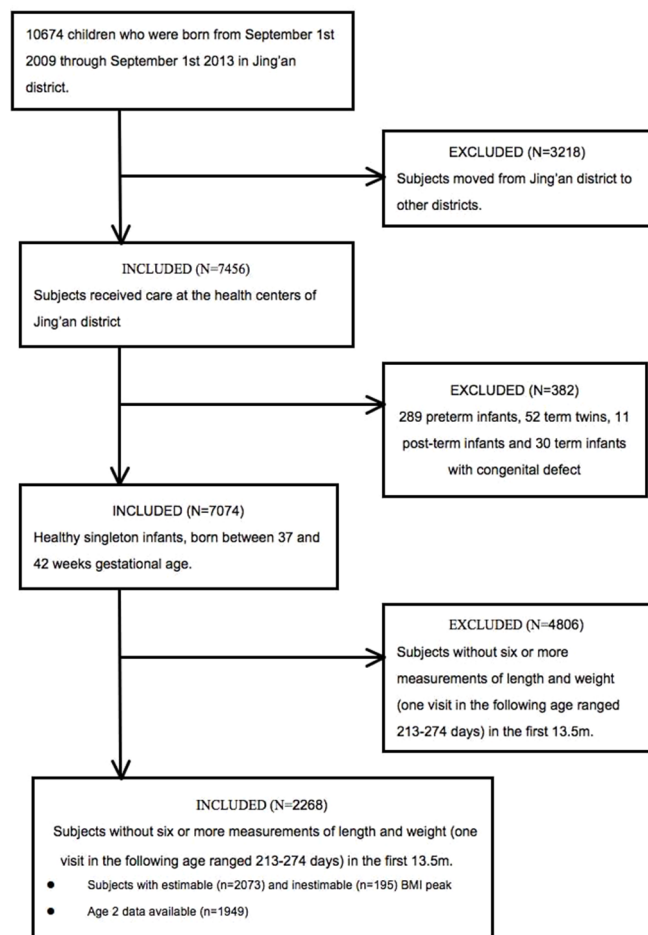 10674 children who were born from September 1st
2009 through September 1st 2013 in Jing'an
district.
EXCLUDED (N=3218)
Subjects moved from Jing'an district to
other districts.
INCLUDED (N=7456)
Subjects received care at the health centers of
Jing'an district
EXCLUDED (N=382)
289 preterm infants, 52 term twins, 11
post-term infants and 30 term infants
with congenital defect
INCLUDED (N=7074)
Healthy singleton infants, born between 37 and
42 weeks gestational age.
EXCLUDED (N=4806)
Subjects without six or more
measurements of length and weight
(one visit in the following age ranged
213-274 days) in the first 13.5m.
INCLUDED (N=2268)
Subjects without six or more measurements of length and weight (one
visit in the following age ranged 213-274 days) in the first 13.5m.
● Subjects with estimable (n=2073) and inestimable (n=195) BMI peak
● Age 2 data available (n=1949)